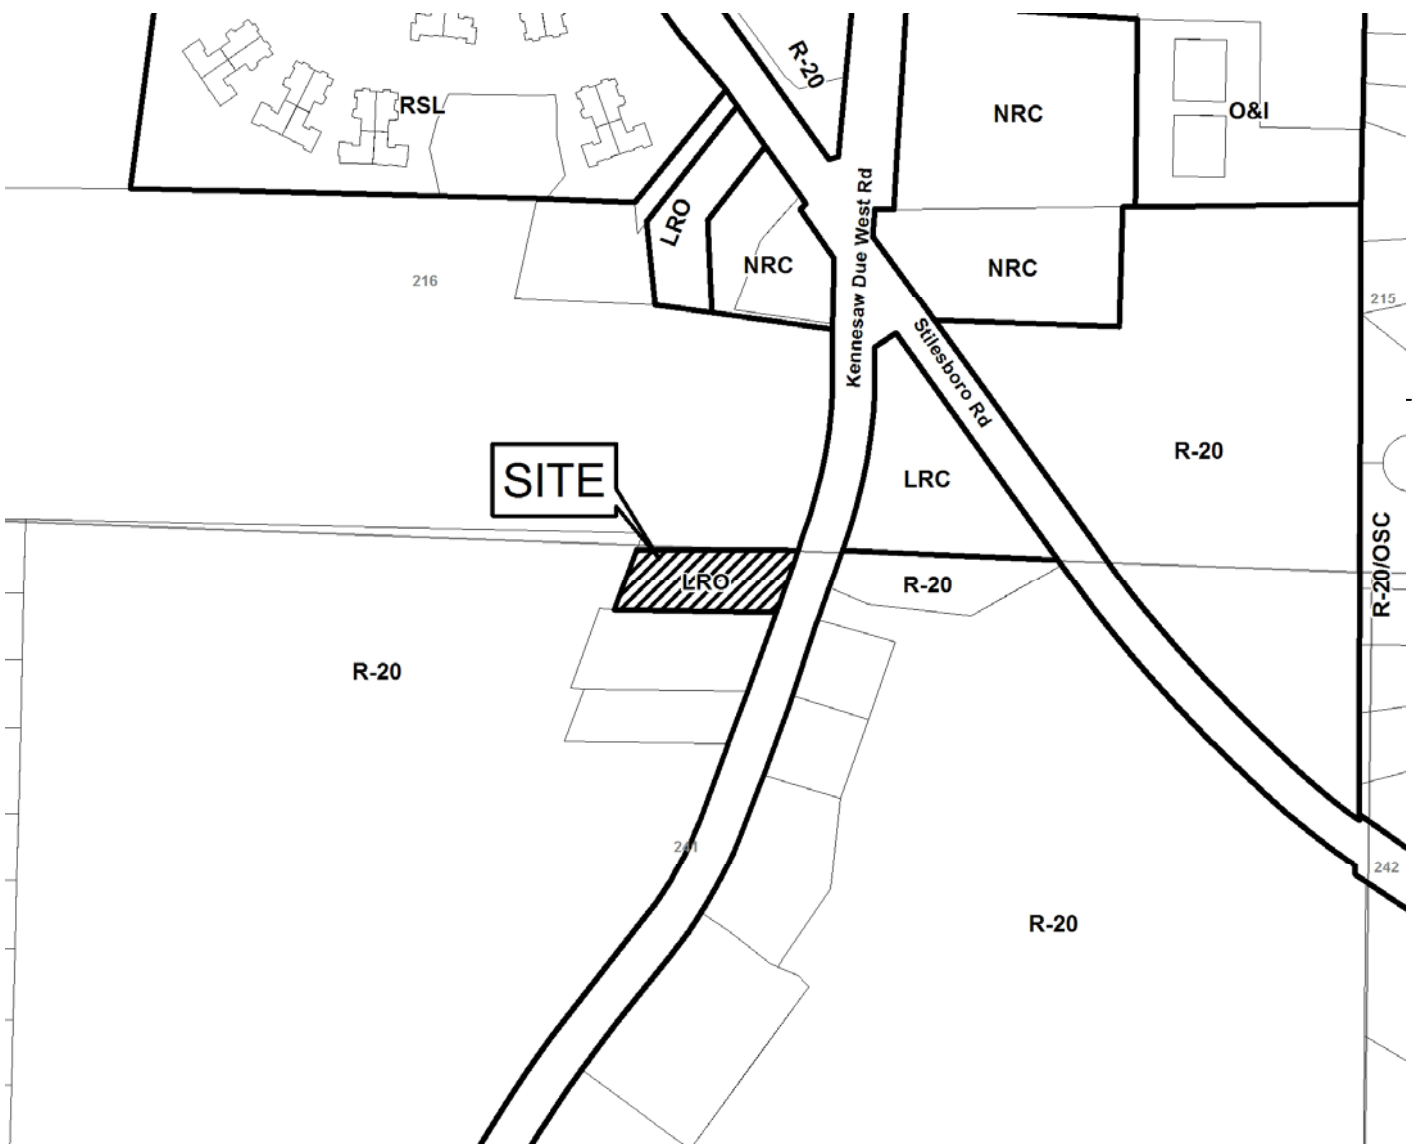 R-20
RSL
NRC
O&I
LRO
NRC
Kennesaw Due West Rd
NRC
216
215
Stilesboro Rd
SITE
LRC
R-20
LRO
R-20
R-20/OSC
R-20
241
242
R-20